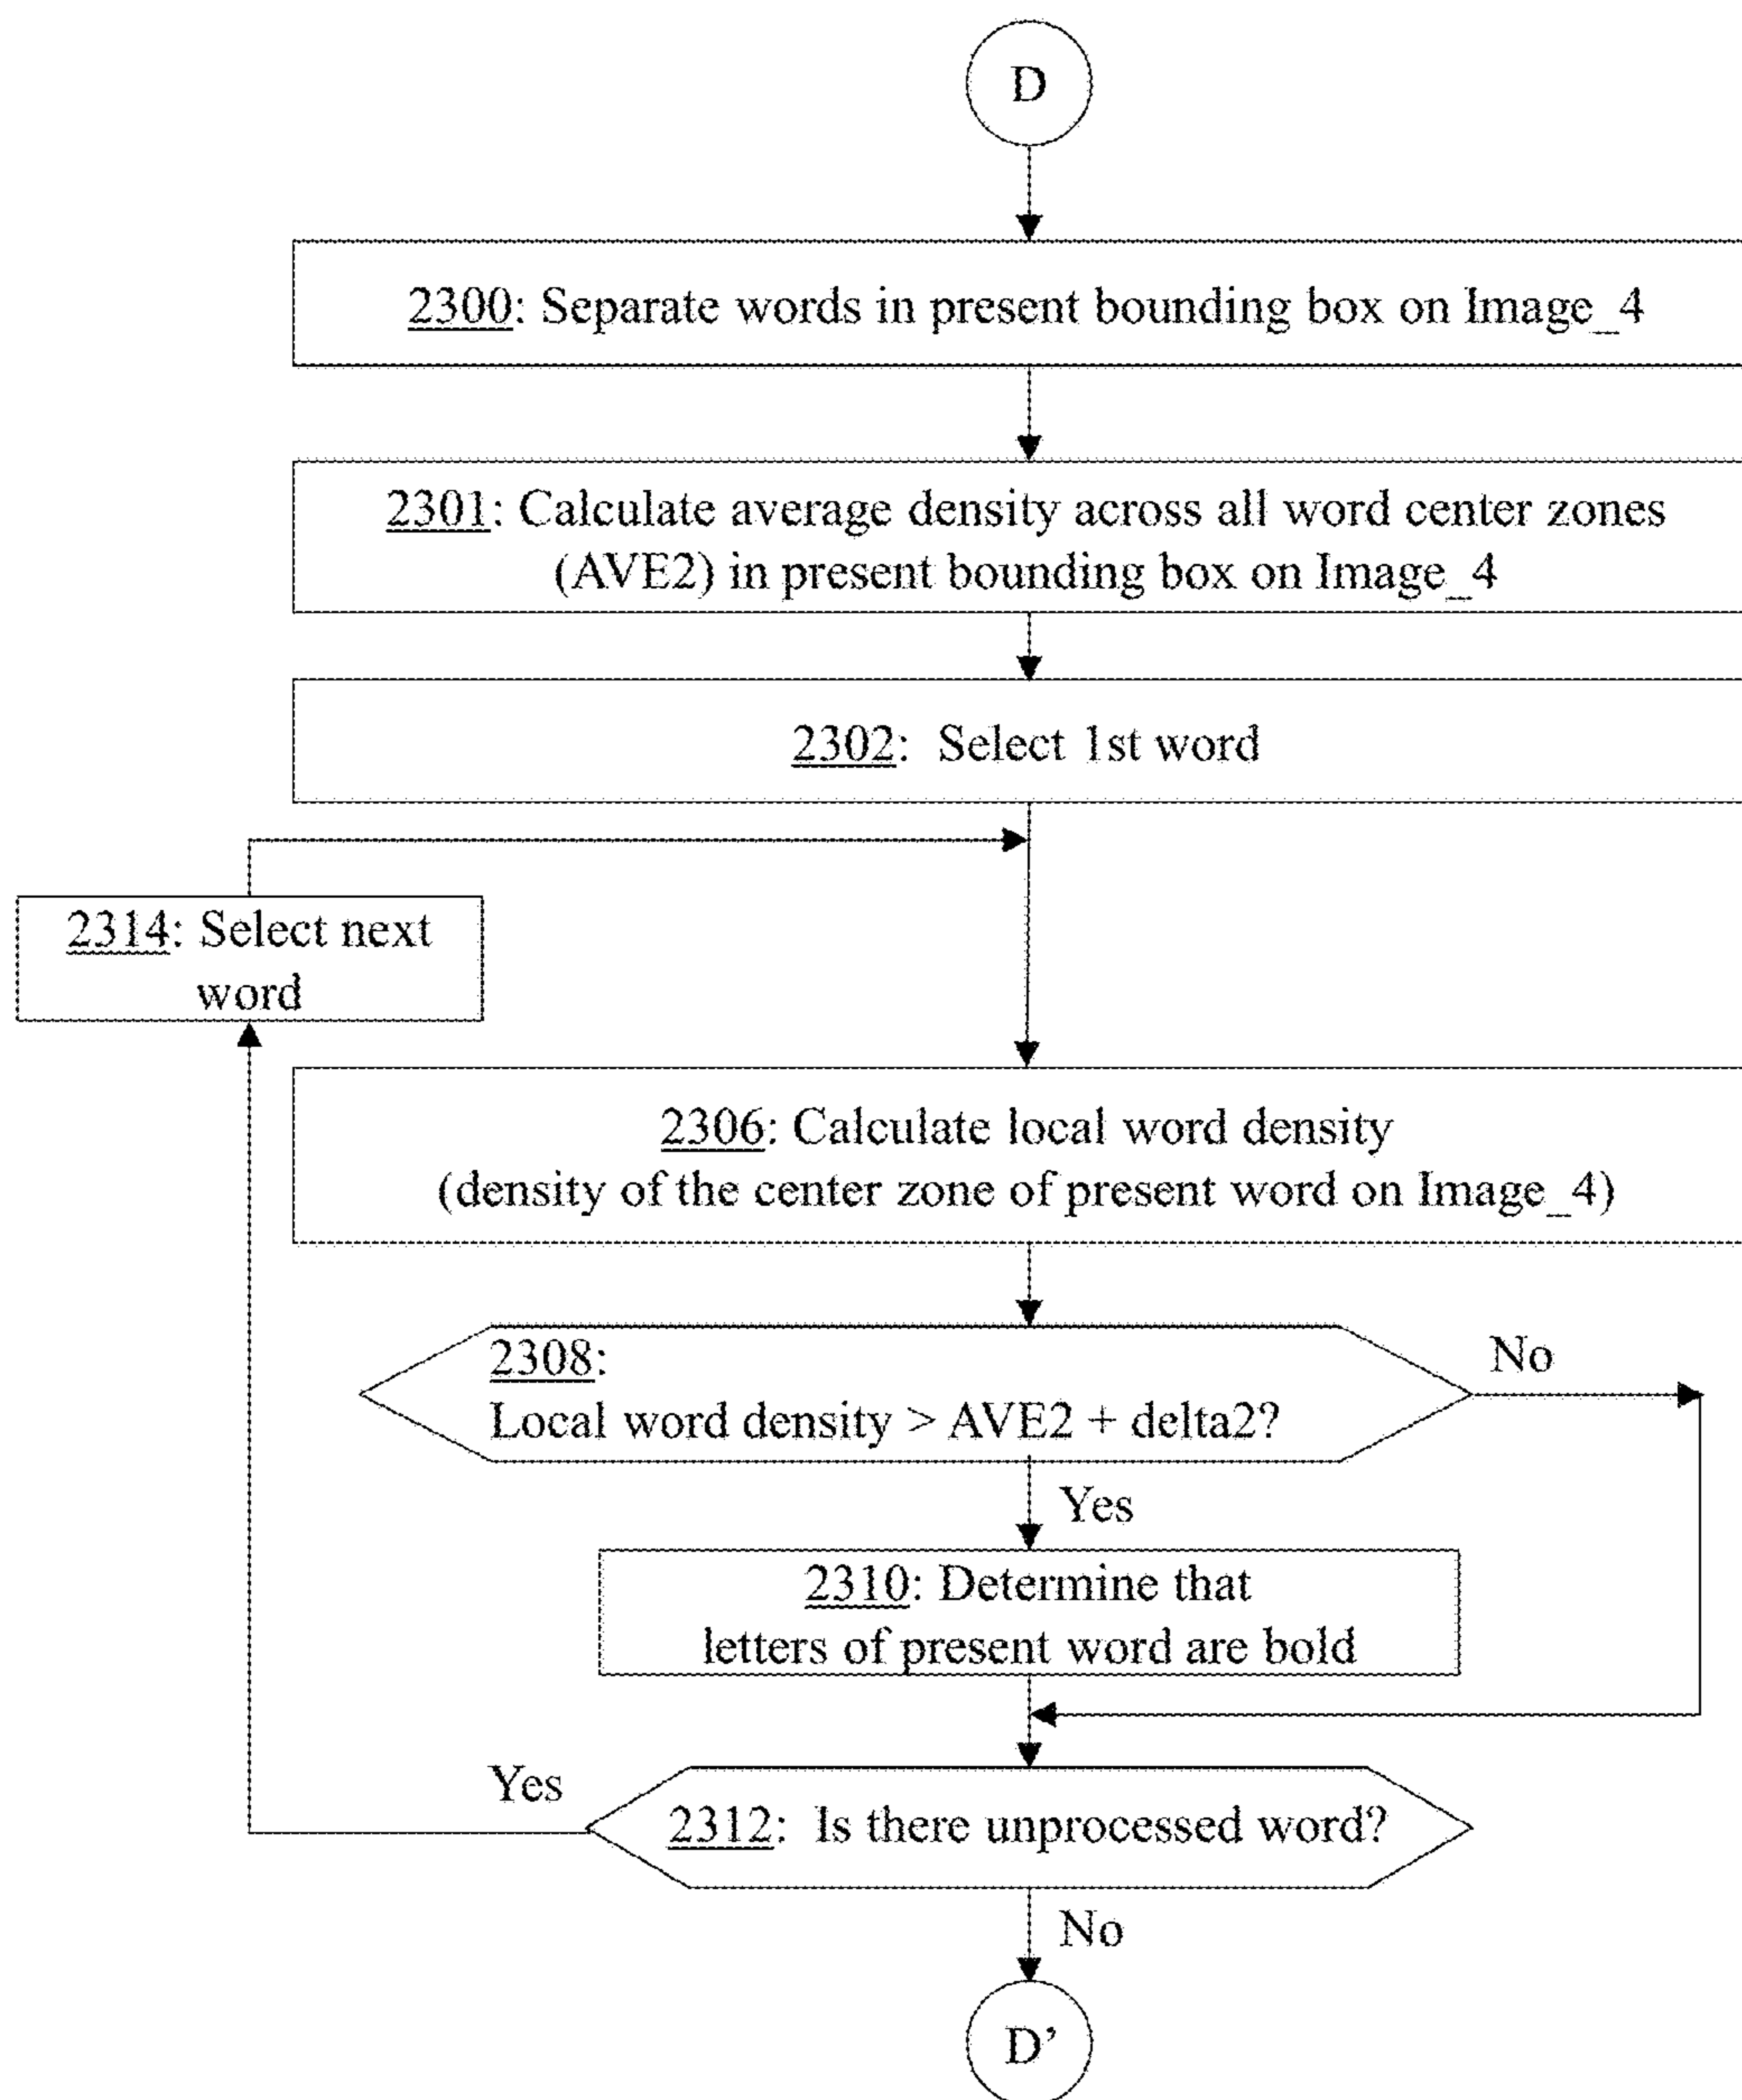 D
2300: Separate words in present bounding box on Image_4
2301: Calculate average density across all word center zones
(AVE2) in present bounding box on Image_4
2302: Select 1st word
2314: Select next
word
2306: Calculate local word density
(density of the center zone of present word on Image_4)
2308:
Local word density > AVE2 + delta2?
No
Yes
2310: Determine that
letters of present word are bold
Yes
2312: Is there unprocessed word?
No
D’